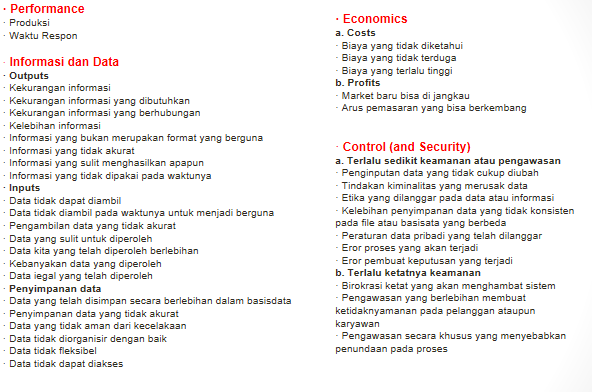 · Performance
· Produksi
· Waktu Respon
· Informasi dan Data
· Outputs
· Kekurangan informasi
· Kekurangan informasi yang dibutuhkan
· Kekurangan informasi yang berhubungan
· Kelebihan informasi
· Informasi yang bukan merupakan format yang berguna
· Informasi yang tidak akurat
· Informasi yang sulit menghasilkan apapun
· Informasi yang tidak dipakai pada waktunya
· Inputs
· Data tidak dapat diambil
· Data tidak diambil pada waktunya untuk menjadi berguna
· Pengambilan data yang tidak akurat
· Data yang sulit untuk diperoleh
· Data kita yang telah diperoleh berlebihan
· Kebanyakan data yang diperoleh
· Data iegal yang telah diperoleh
· Penyimpanan data
· Data yang telah disimpan secara berlebihan dalam basisdata
· Penyimpanan data yang tidak akurat
· Data yang tidak aman dari kecelakaan
· Data tidak diorganisir dengan baik
· Data tidak fleksibel
· Data tidak dapat diakses
· Economics
a. Costs
· Biaya yang tidak diketahui
· Biaya yang tidak terduga
· Biaya yang terlalu tinggi
b. Profits
· Market baru bisa di jangkau
· Arus pemasaran yang bisa berkembang
· Control (and Security)
a. Terlalu sedikit keamanan atau pengawasan
· Penginputan data yang tidak cukup diubah
· Tindakan kiminalitas yang merusak data
· Etika yang dilanggar pada data atau informasi
· Kelebihan penyimpanan data yang tidak konsisten
pada file atau basisata yang berbeda
· Peraturan data pribadi yang telah dilanggar
· Eror proses yang akan terjadi
· Eror pembuat keputusan yang terjadi
b. Terlalu ketatnya keamanan
· Birokrasi ketat yang akan menghambat sistem
· Pengawasan yang berlebihan membuat
ketidaknyamanan pada pelanggan ataupun
karyawan
· Pengawasan secara khusus yang menyebabkan
penundaan pada proses